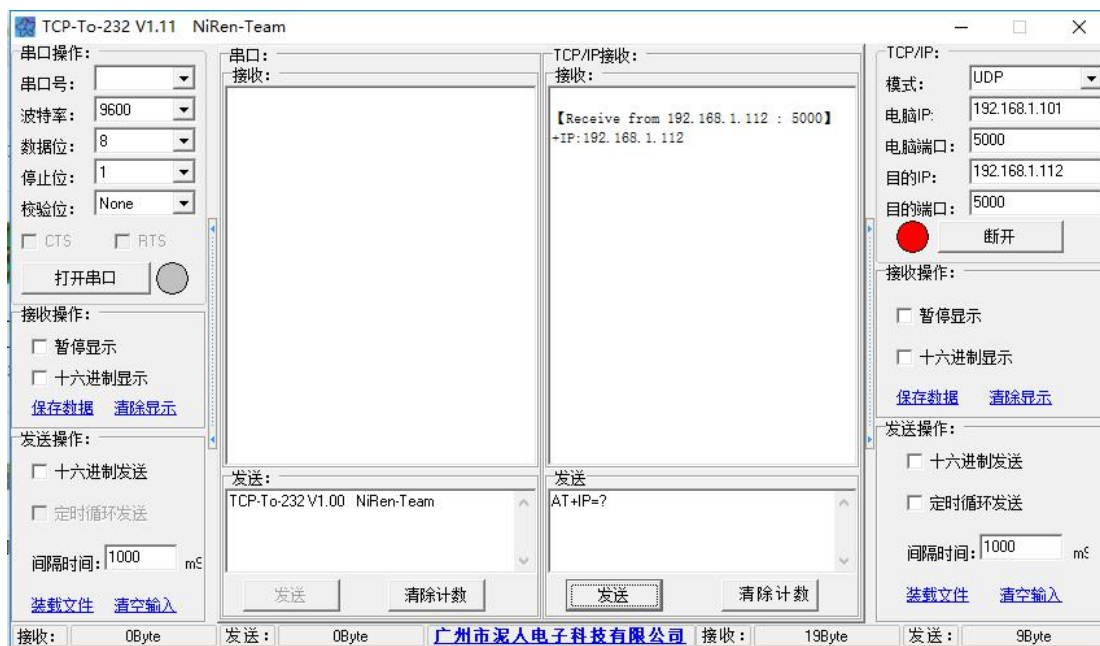 TCP-To-232 V1.11 NiRen-Team
串口操作:
串口号:
波特率: 9600
数据位: 8
停止位: 1
校验位: None
CTS RTS
打开串口
接收操作:
暂停显示
十六进制显示
保存数据 清除显示
发送操作:
十六进制发送
定时循环发送
间隔时间: 1000 mS
装载文件 清空输入
串口:
接收:
发送:
TCP-To-232 V1.00 NiRen-Team
发送 清除计数
TCP/IP接收:
接收:
【Receive from 192.168.1.112 : 5000】
+IP:192.168.1.112
发送
AT+IP=?
发送 清除计数
TCP/IP:
模式: UDP
电脑IP: 192.168.1.101
电脑端口: 5000
目的IP: 192.168.1.112
目的端口: 5000
断开
接收操作:
暂停显示
十六进制显示
保存数据 清除显示
发送操作:
十六进制发送
定时循环发送
间隔时间: 1000 mS
装载文件 清空输入
接收: 0Byte 发送: 0Byte 广州市泥人电子科技有限公司 接收: 19Byte 发送: 9Byte